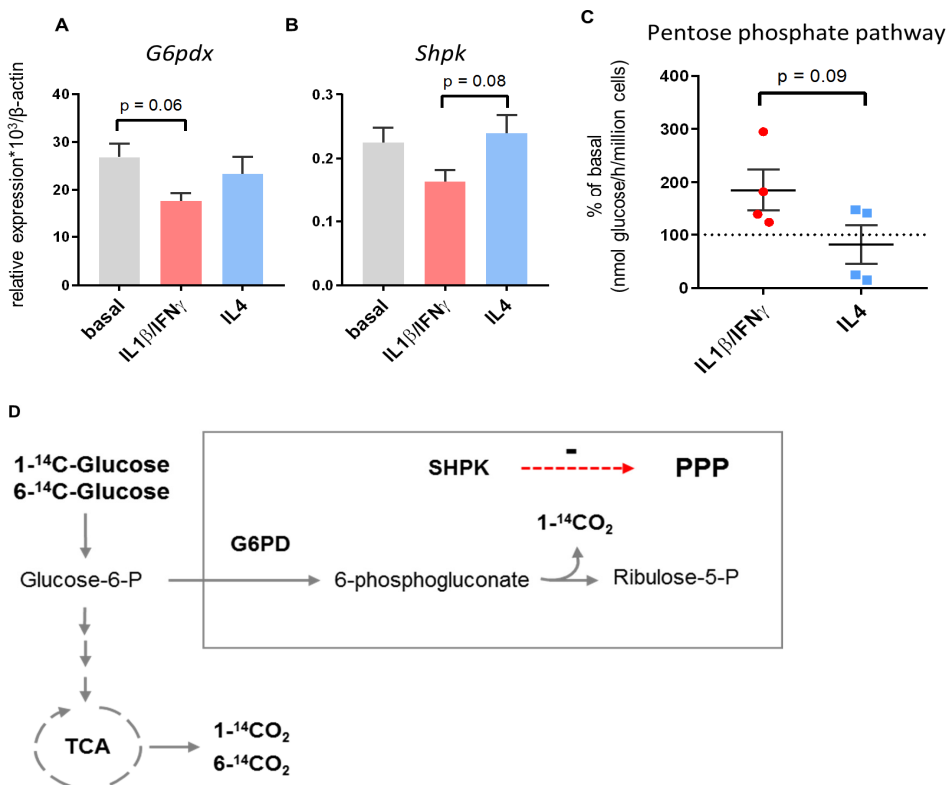 A
G6pdx
relative expression*10³/β-actin
40
30
20
10
0
p = 0.06
basal
IL1β/IFNγ
IL4
B
Shpk
0.3
0.2
0.1
0.0
p = 0.08
basal
IL1β/IFNγ
IL4
C
Pentose phosphate pathway
% of basal
(nmol glucose/h/million cells)
400
300
200
100
0
p = 0.09
IL1β/IFNγ
IL4
D
1-¹⁴C-Glucose
6-¹⁴C-Glucose
SHPK
-
PPP
1-¹⁴CO₂
G6PD
Glucose-6-P
6-phosphogluconate
Ribulose-5-P
TCA
1-¹⁴CO₂
6-¹⁴CO₂